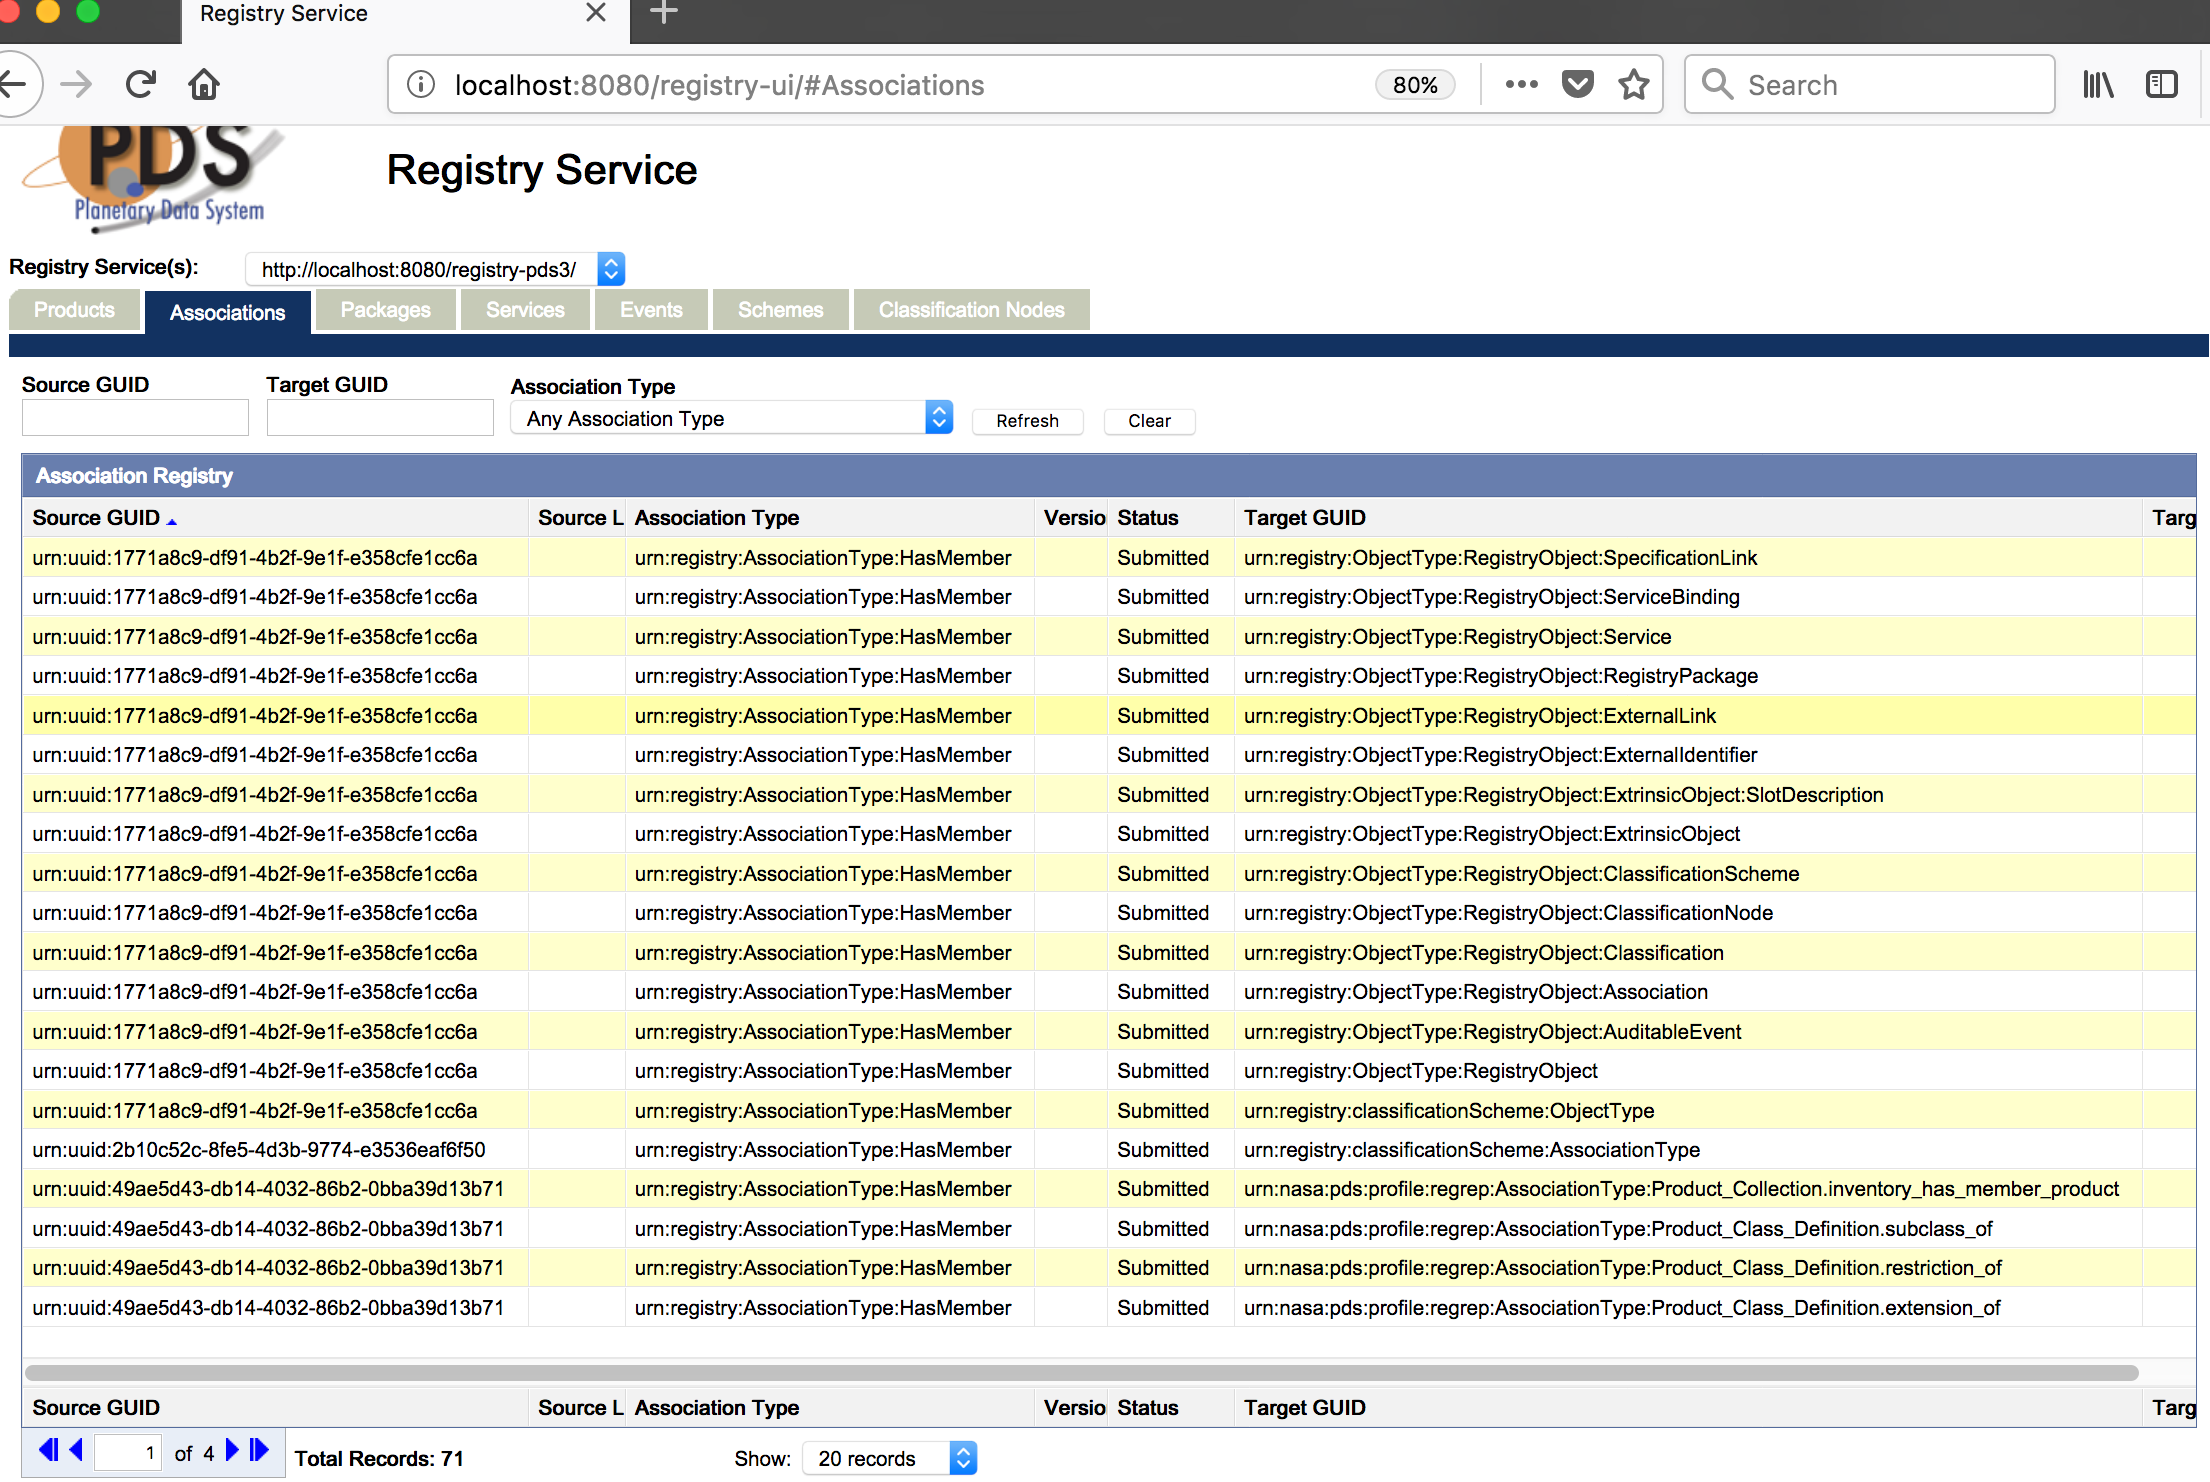 Registry Service
localhost:8080/registry-ui/#Associations 80% Search
PDS
Planetary Data System
Registry Service
Registry Service(s): http://localhost:8080/registry-pds3/
Products Associations Packages Services Events Schemes Classification Nodes
Source GUID Target GUID Association Type
Any Association Type Refresh Clear
Association Registry
Source GUID Source L Association Type Versio Status Target GUID Targ
urn:uuid:1771a8c9-df91-4b2f-9e1f-e358cfe1cc6a urn:registry:AssociationType:HasMember Submitted urn:registry:ObjectType:RegistryObject:SpecificationLink
urn:uuid:1771a8c9-df91-4b2f-9e1f-e358cfe1cc6a urn:registry:AssociationType:HasMember Submitted urn:registry:ObjectType:RegistryObject:ServiceBinding
urn:uuid:1771a8c9-df91-4b2f-9e1f-e358cfe1cc6a urn:registry:AssociationType:HasMember Submitted urn:registry:ObjectType:RegistryObject:Service
urn:uuid:1771a8c9-df91-4b2f-9e1f-e358cfe1cc6a urn:registry:AssociationType:HasMember Submitted urn:registry:ObjectType:RegistryObject:RegistryPackage
urn:uuid:1771a8c9-df91-4b2f-9e1f-e358cfe1cc6a urn:registry:AssociationType:HasMember Submitted urn:registry:ObjectType:RegistryObject:ExternalLink
urn:uuid:1771a8c9-df91-4b2f-9e1f-e358cfe1cc6a urn:registry:AssociationType:HasMember Submitted urn:registry:ObjectType:RegistryObject:ExternalIdentifier
urn:uuid:1771a8c9-df91-4b2f-9e1f-e358cfe1cc6a urn:registry:AssociationType:HasMember Submitted urn:registry:ObjectType:RegistryObject:ExtrinsicObject:SlotDescription
urn:uuid:1771a8c9-df91-4b2f-9e1f-e358cfe1cc6a urn:registry:AssociationType:HasMember Submitted urn:registry:ObjectType:RegistryObject:ExtrinsicObject
urn:uuid:1771a8c9-df91-4b2f-9e1f-e358cfe1cc6a urn:registry:AssociationType:HasMember Submitted urn:registry:ObjectType:RegistryObject:ClassificationScheme
urn:uuid:1771a8c9-df91-4b2f-9e1f-e358cfe1cc6a urn:registry:AssociationType:HasMember Submitted urn:registry:ObjectType:RegistryObject:ClassificationNode
urn:uuid:1771a8c9-df91-4b2f-9e1f-e358cfe1cc6a urn:registry:AssociationType:HasMember Submitted urn:registry:ObjectType:RegistryObject:Classification
urn:uuid:1771a8c9-df91-4b2f-9e1f-e358cfe1cc6a urn:registry:AssociationType:HasMember Submitted urn:registry:ObjectType:RegistryObject:Association
urn:uuid:1771a8c9-df91-4b2f-9e1f-e358cfe1cc6a urn:registry:AssociationType:HasMember Submitted urn:registry:ObjectType:RegistryObject:AuditableEvent
urn:uuid:1771a8c9-df91-4b2f-9e1f-e358cfe1cc6a urn:registry:AssociationType:HasMember Submitted urn:registry:ObjectType:RegistryObject
urn:uuid:1771a8c9-df91-4b2f-9e1f-e358cfe1cc6a urn:registry:AssociationType:HasMember Submitted urn:registry:classificationScheme:ObjectType
urn:uuid:2b10c52c-8fe5-4d3b-9774-e3536eaf6f50 urn:registry:AssociationType:HasMember Submitted urn:registry:classificationScheme:AssociationType
urn:uuid:49ae5d43-db14-4032-86b2-0bba39d13b71 urn:registry:AssociationType:HasMember Submitted urn:nasa:pds:profile:regrep:AssociationType:Product_Collection.inventory_has_member_product
urn:uuid:49ae5d43-db14-4032-86b2-0bba39d13b71 urn:registry:AssociationType:HasMember Submitted urn:nasa:pds:profile:regrep:AssociationType:Product_Class_Definition.subclass_of
urn:uuid:49ae5d43-db14-4032-86b2-0bba39d13b71 urn:registry:AssociationType:HasMember Submitted urn:nasa:pds:profile:regrep:AssociationType:Product_Class_Definition.restriction_of
urn:uuid:49ae5d43-db14-4032-86b2-0bba39d13b71 urn:registry:AssociationType:HasMember Submitted urn:nasa:pds:profile:regrep:AssociationType:Product_Class_Definition.extension_of
Source GUID Source L Association Type Versio Status Target GUID Targ
1 of 4 Total Records: 71 Show: 20 records